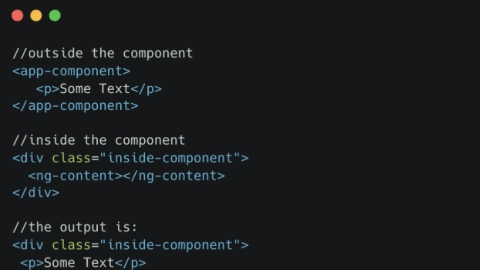 //outside the component
<app-component>
   <p>Some Text</p>
</app-component>

//inside the component
<div class="inside-component">
  <ng-content></ng-content>
</div>

//the output is:
<div class="inside-component">
 <p>Some Text</p>